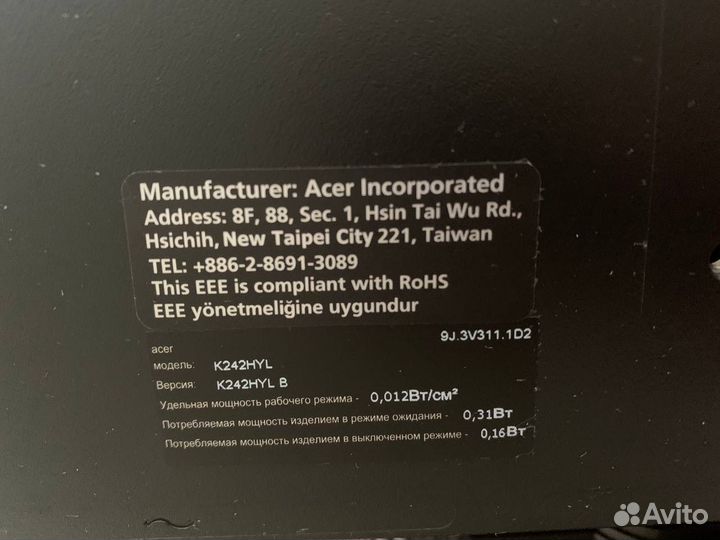 Manufacturer: Acer Incorporated
Address: 8F, 88, Sec. 1, Hsin Tai Wu Rd.,
Hsichih, New Taipei City 221, Taiwan
TEL: +886-2-8691-3089
This EEE is compliant with RoHS
EEE yönetmeliğine uygundur
acer 9J.3V311.1D2
модель: K242HYL
Версия: K242HYL B
Удельная мощность рабочего режима - 0,012Вт/см²
Потребляемая мощность изделием в режиме ожидания - 0,31Вт
Потребляемая мощность изделием в выключенном режиме - 0,16Вт
Avito